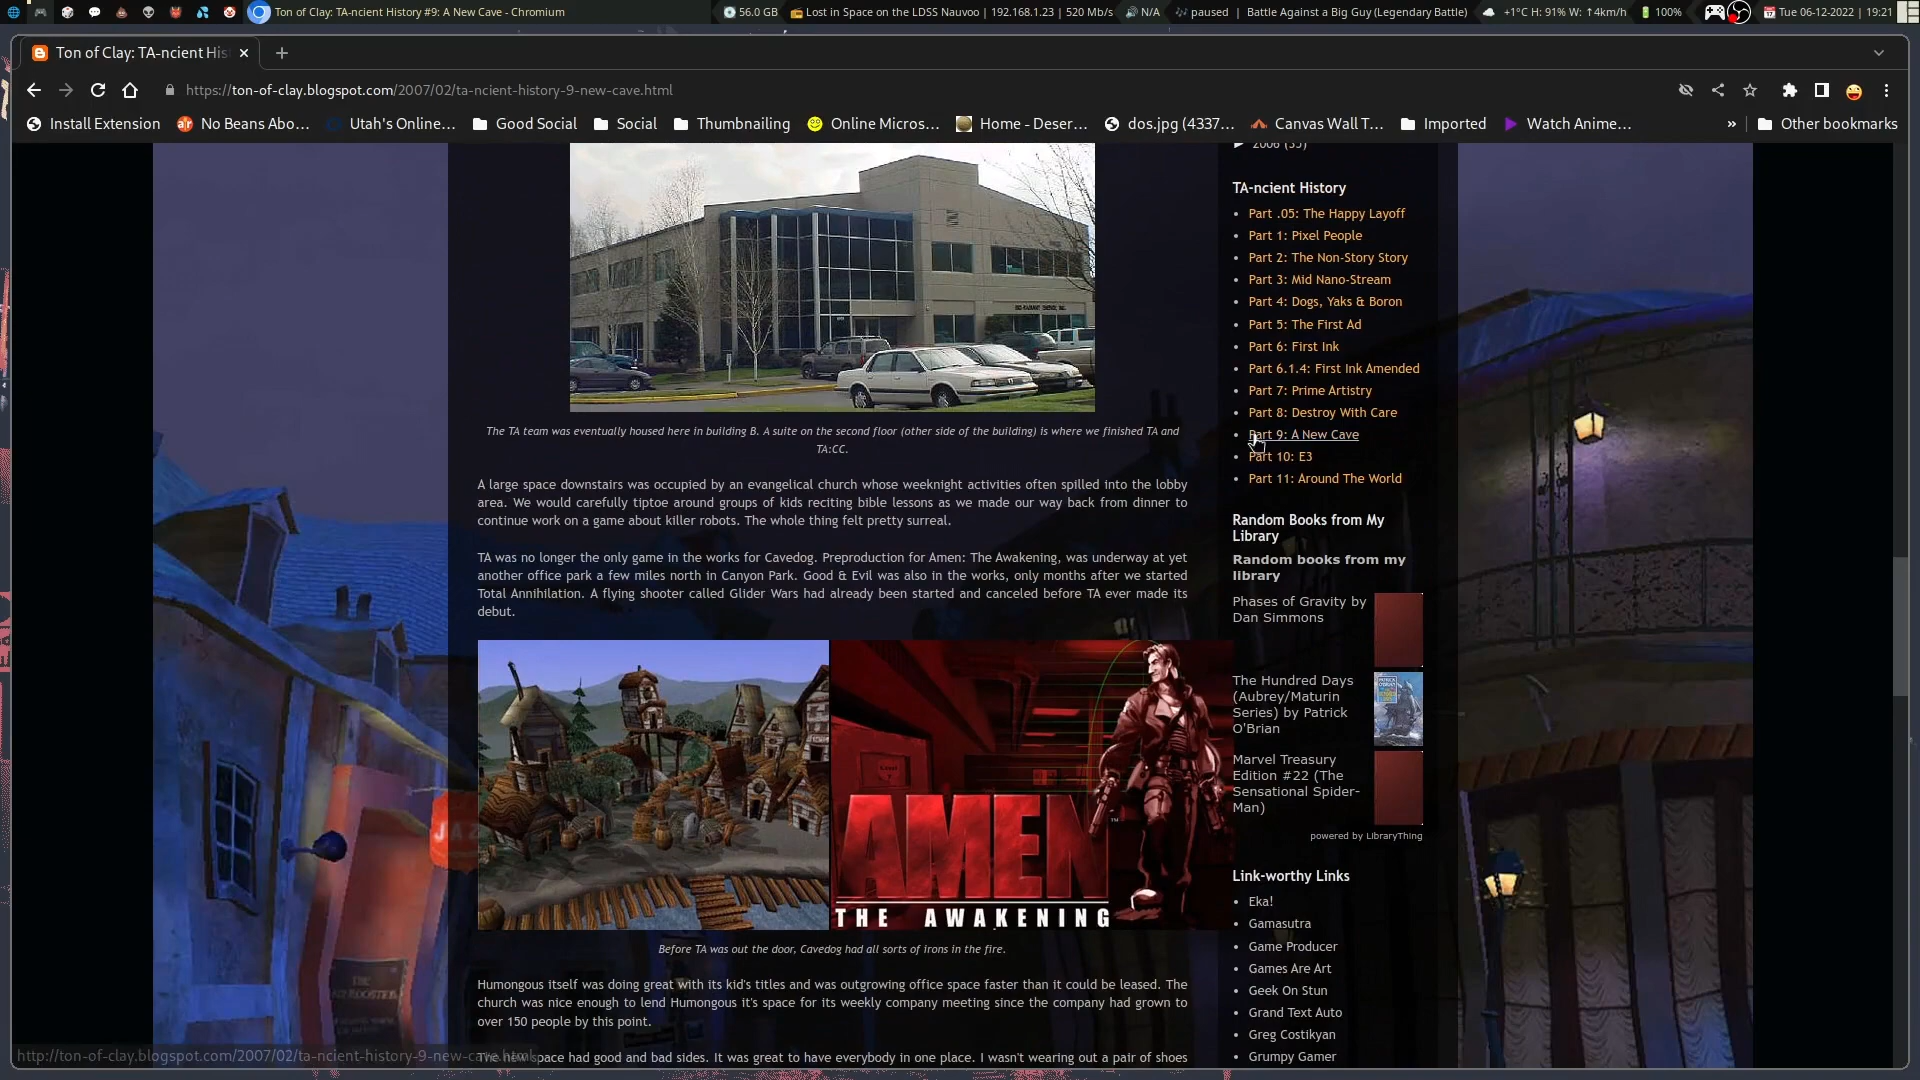 Ton of Clay: TA-ncient History #9: A New Cave - Chromium
56.0 GB
Lost in Space on the LDSS Nauvoo | 192.168.1.23 | 520 Mb/s
N/A
paused | Battle Against a Big Guy (Legendary Battle)
+1°C H: 91% W: ↑4km/h
100%
Tue 06-12-2022 | 19:21
Ton of Clay: TA-ncient His
https://ton-of-clay.blogspot.com/2007/02/ta-ncient-history-9-new-cave.html
Install Extension
No Beans Abo...
Utah's Online...
Good Social
Social
Thumbnailing
Online Micros...
Home - Deser...
dos.jpg (4337...
Canvas Wall T...
Imported
Watch Anime...
»
Other bookmarks
The TA team was eventually housed here in building B. A suite on the second floor (other side of the building) is where we finished TA and
TA:CC.
A large space downstairs was occupied by an evangelical church whose weeknight activities often spilled into the lobby
area. We would carefully tiptoe around groups of kids reciting bible lessons as we made our way back from dinner to
continue work on a game about killer robots. The whole thing felt pretty surreal.
TA was no longer the only game in the works for Cavedog. Preproduction for Amen: The Awakening, was underway at yet
another office park a few miles north in Canyon Park. Good & Evil was also in the works, only months after we started
Total Annihilation. A flying shooter called Glider Wars had already been started and canceled before TA ever made its
debut.
AMEN
™
THE AWAKENING
Before TA was out the door, Cavedog had all sorts of irons in the fire.
Humongous itself was doing great with its kid's titles and was outgrowing office space faster than it could be leased. The
church was nice enough to lend Humongous it's space for its weekly company meeting since the company had grown to
over 150 people by this point.
The new space had good and bad sides. It was great to have everybody in one place. I wasn't wearing out a pair of shoes
2006 (35)
TA-ncient History
Part .05: The Happy Layoff
Part 1: Pixel People
Part 2: The Non-Story Story
Part 3: Mid Nano-Stream
Part 4: Dogs, Yaks & Boron
Part 5: The First Ad
Part 6: First Ink
Part 6.1.4: First Ink Amended
Part 7: Prime Artistry
Part 8: Destroy With Care
Part 9: A New Cave
Part 10: E3
Part 11: Around The World
Random Books from My
Library
Random books from my
library
Phases of Gravity by
Dan Simmons
The Hundred Days
(Aubrey/Maturin
Series) by Patrick
O'Brian
Marvel Treasury
Edition #22 (The
Sensational Spider-
Man)
powered by LibraryThing
Link-worthy Links
Eka!
Gamasutra
Game Producer
Games Are Art
Geek On Stun
Grand Text Auto
Greg Costikyan
Grumpy Gamer
JAZ
http://ton-of-clay.blogspot.com/2007/02/ta-ncient-history-9-new-cave.html